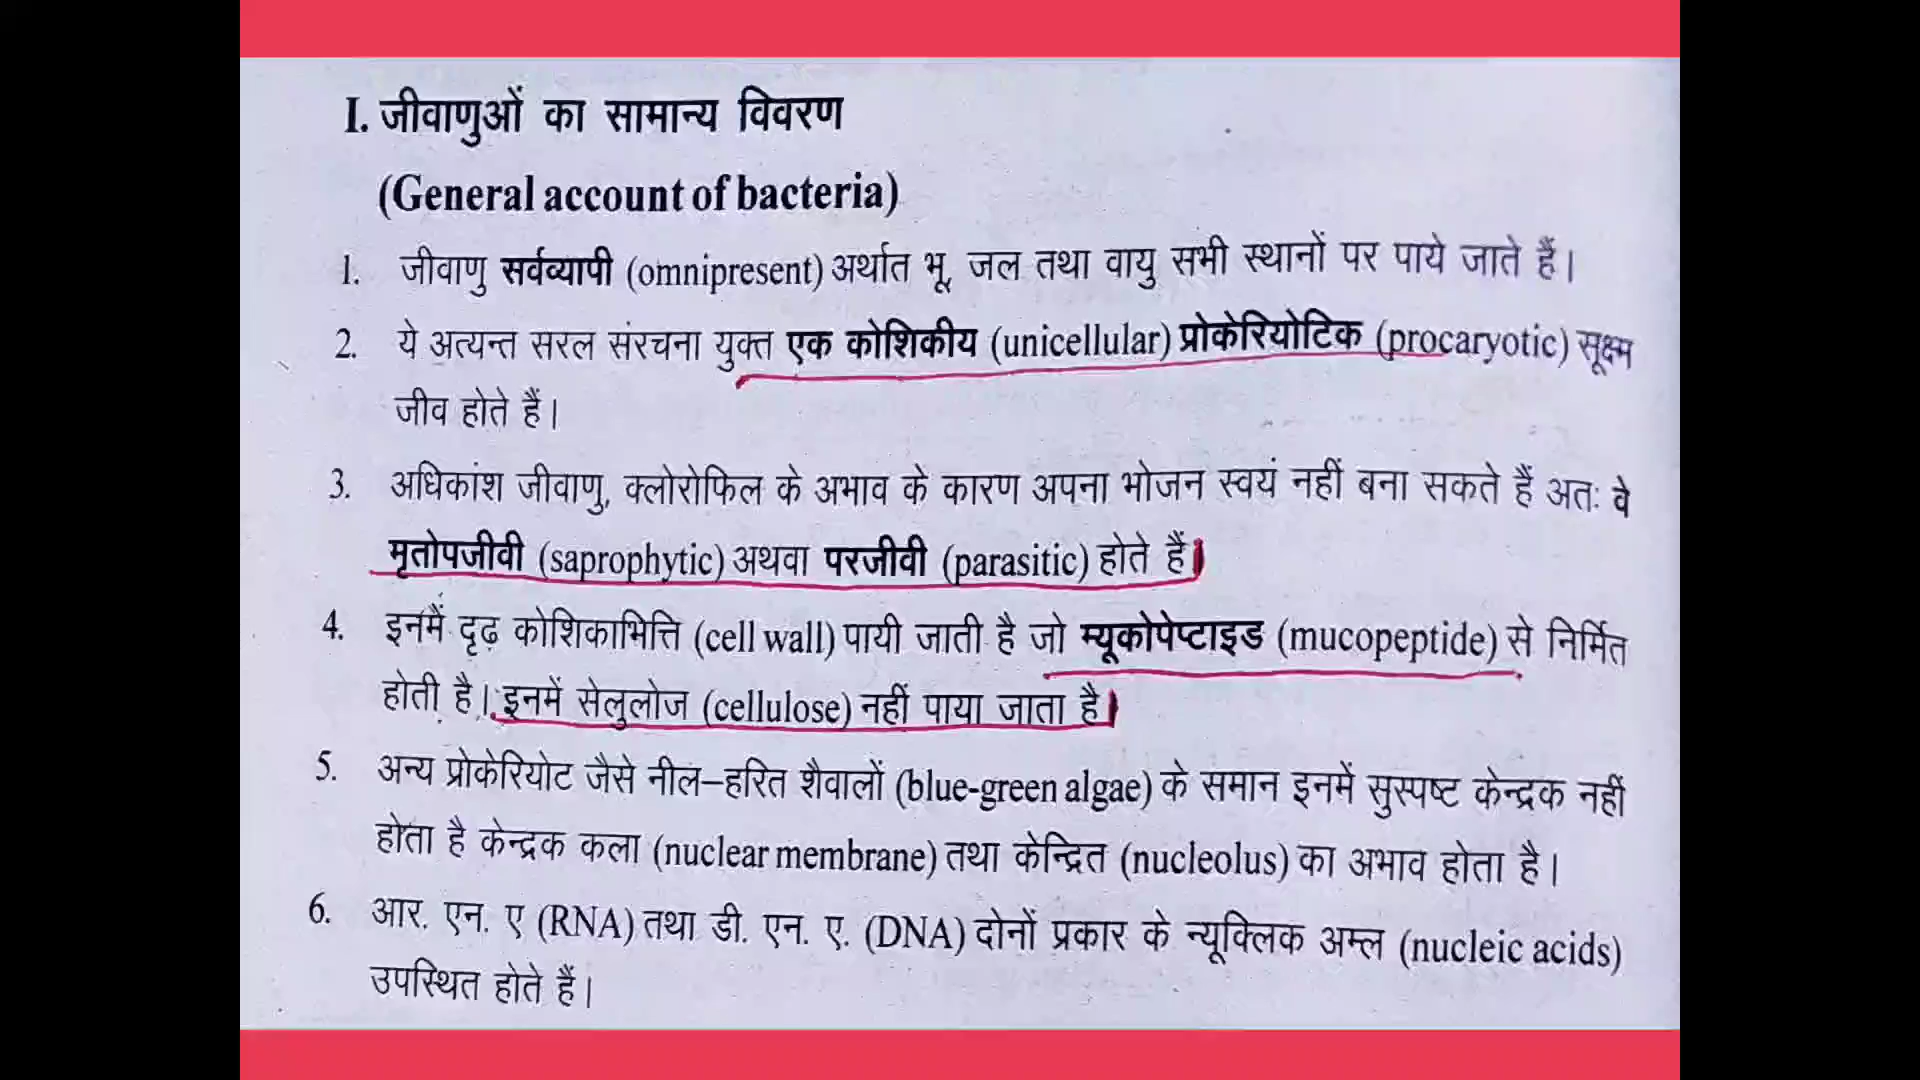 I. जीवाणुओं का सामान्य विवरण
(General account of bacteria)
1. जीवाणु सर्वव्यापी (omnipresent) अर्थात भू, जल तथा वायु सभी स्थानों पर पाये जाते हैं।
2. ये अत्यन्त सरल संरचना युक्त एक कोशिकीय (unicellular) प्रोकेरियोटिक (procaryotic) सूक्ष्म
जीव होते हैं।
3. अधिकांश जीवाणु, क्लोरोफिल के अभाव के कारण अपना भोजन स्वयं नहीं बना सकते हैं अतः वे
मृतोपजीवी (saprophytic) अथवा परजीवी (parasitic) होते हैं।
4. इनमें दृढ़ कोशिकाभित्ति (cell wall) पायी जाती है जो म्यूकोपेप्टाइड (mucopeptide) से निर्मित
होती है। इनमें सेलुलोज (cellulose) नहीं पाया जाता है।
5. अन्य प्रोकेरियोट जैसे नील-हरित शैवालों (blue-green algae) के समान इनमें सुस्पष्ट केन्द्रक नहीं
होता है केन्द्रक कला (nuclear membrane) तथा केन्द्रित (nucleolus) का अभाव होता है।
6. आर. एन. ए (RNA) तथा डी. एन. ए. (DNA) दोनों प्रकार के न्यूक्लिक अम्ल (nucleic acids)
उपस्थित होते हैं।